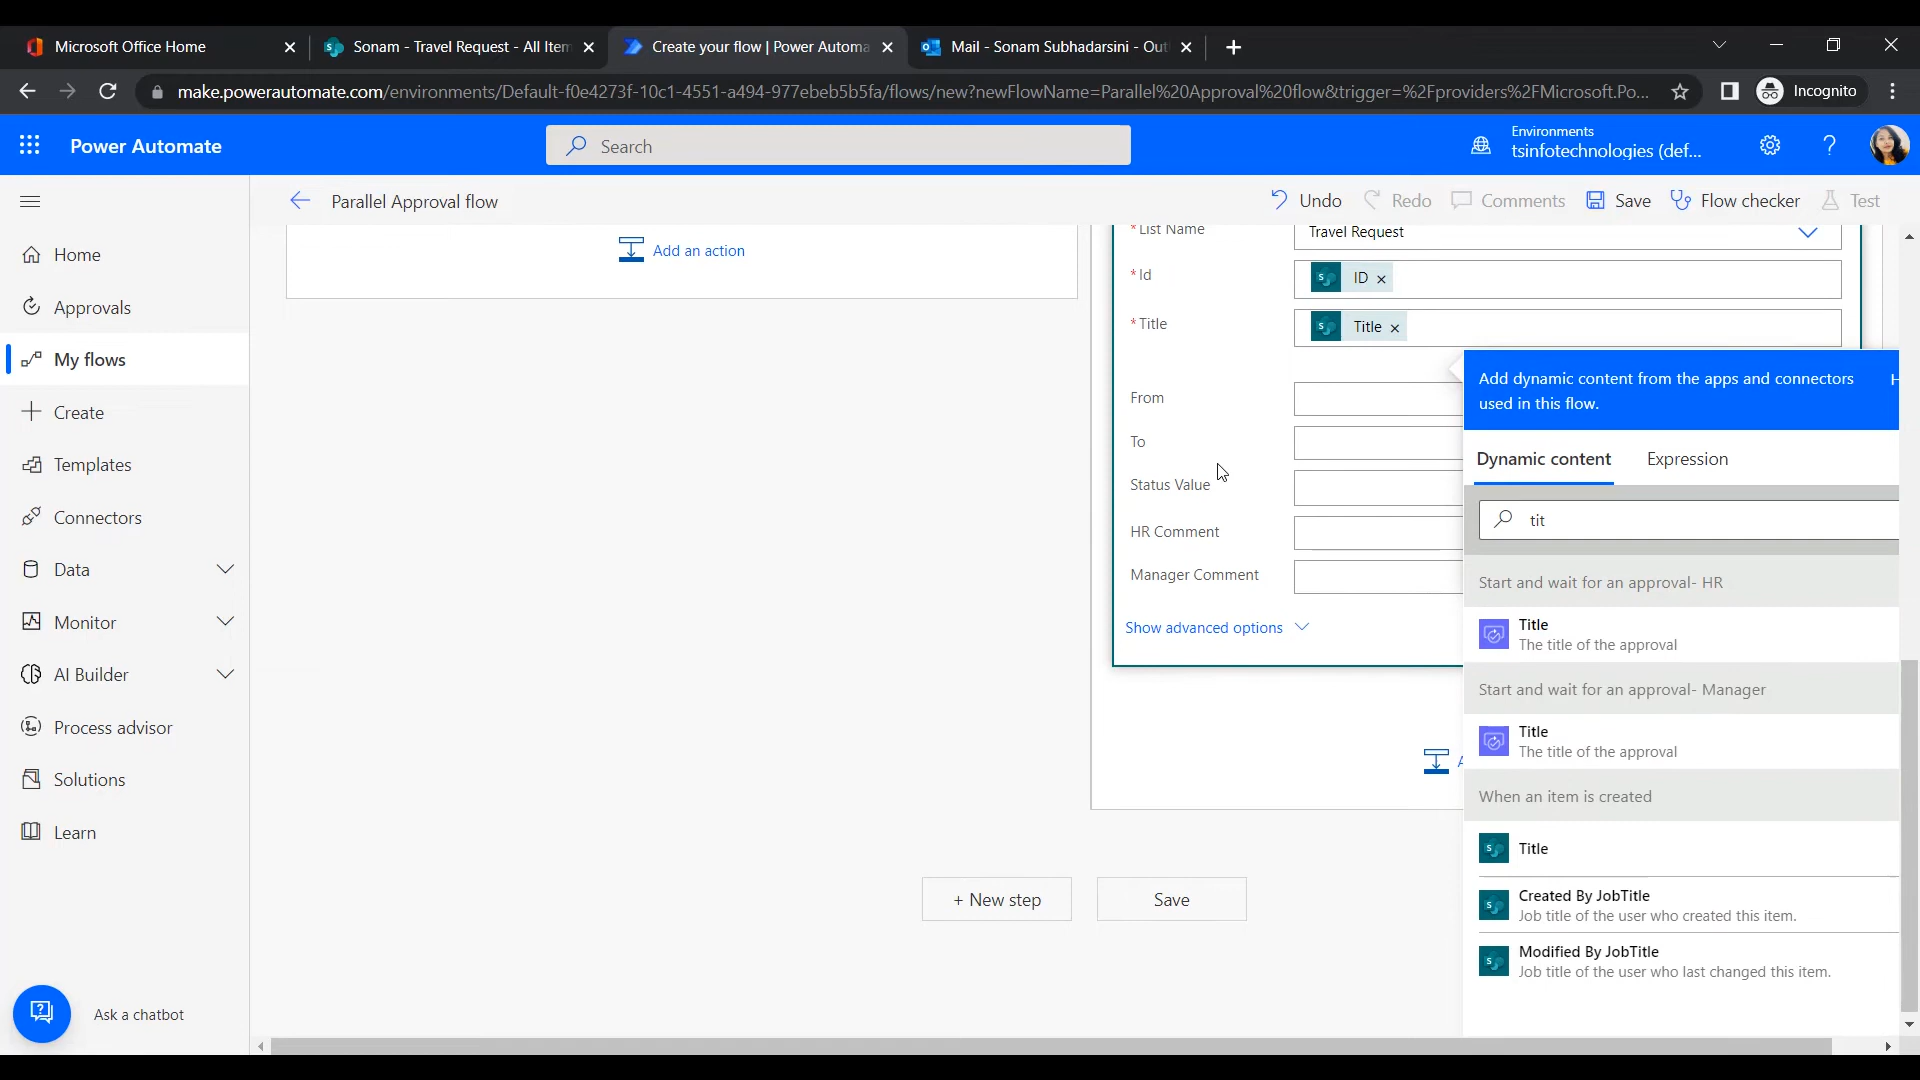 Microsoft Office Home
Sonam - Travel Request - All Item
Create your flow | Power Automa
Mail - Sonam Subhadarsini - Out
make.powerautomate.com/environments/Default-f0e4273f-10c1-4551-a494-977ebeb5b5fa/flows/new?newFlowName=Parallel%20Approval%20flow&trigger=%2Fproviders%2FMicrosoft.Po...
Incognito
Power Automate
Search
Environments
tsinfotechnologies (def...
Parallel Approval flow
Undo
Redo
Comments
Save
Flow checker
Test
Home
Approvals
My flows
Create
Templates
Connectors
Data
Monitor
AI Builder
Process advisor
Solutions
Learn
Ask a chatbot
Add an action
* List Name
Travel Request
* Id
ID
* Title
Title
From
To
Status Value
HR Comment
Manager Comment
Show advanced options
+ New step
Save
Add dynamic content from the apps and connectors
used in this flow.
Dynamic content
Expression
tit
Start and wait for an approval- HR
Title
The title of the approval
Start and wait for an approval- Manager
Title
The title of the approval
When an item is created
Title
Created By JobTitle
Job title of the user who created this item.
Modified By JobTitle
Job title of the user who last changed this item.